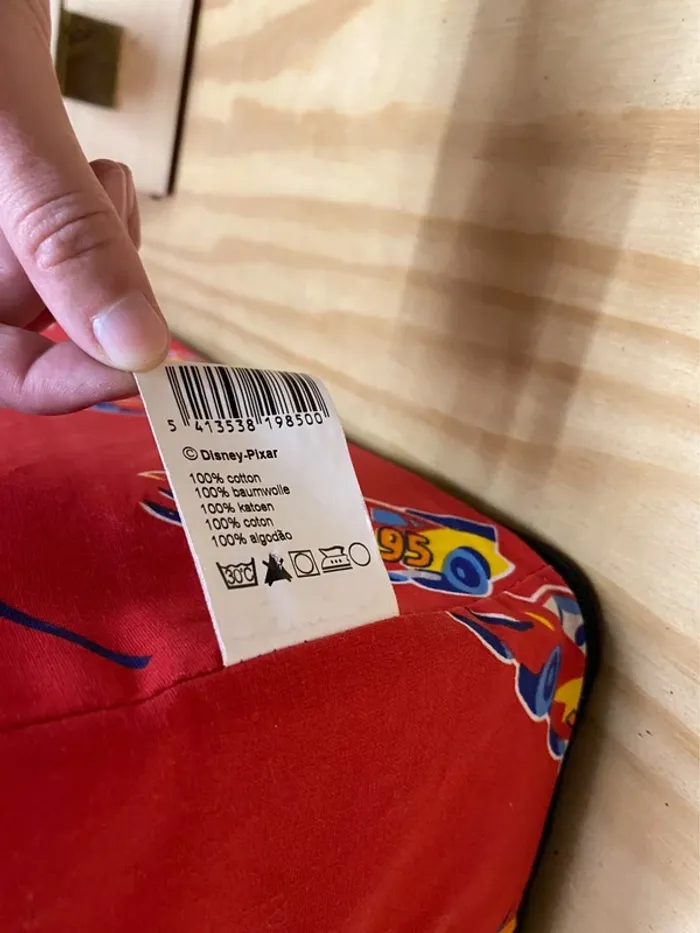 5 413538 198500
© Disney-Pixar
100% cotton
100% baumwolle
100% katoen
100% coton
100% algodão
30°C
95